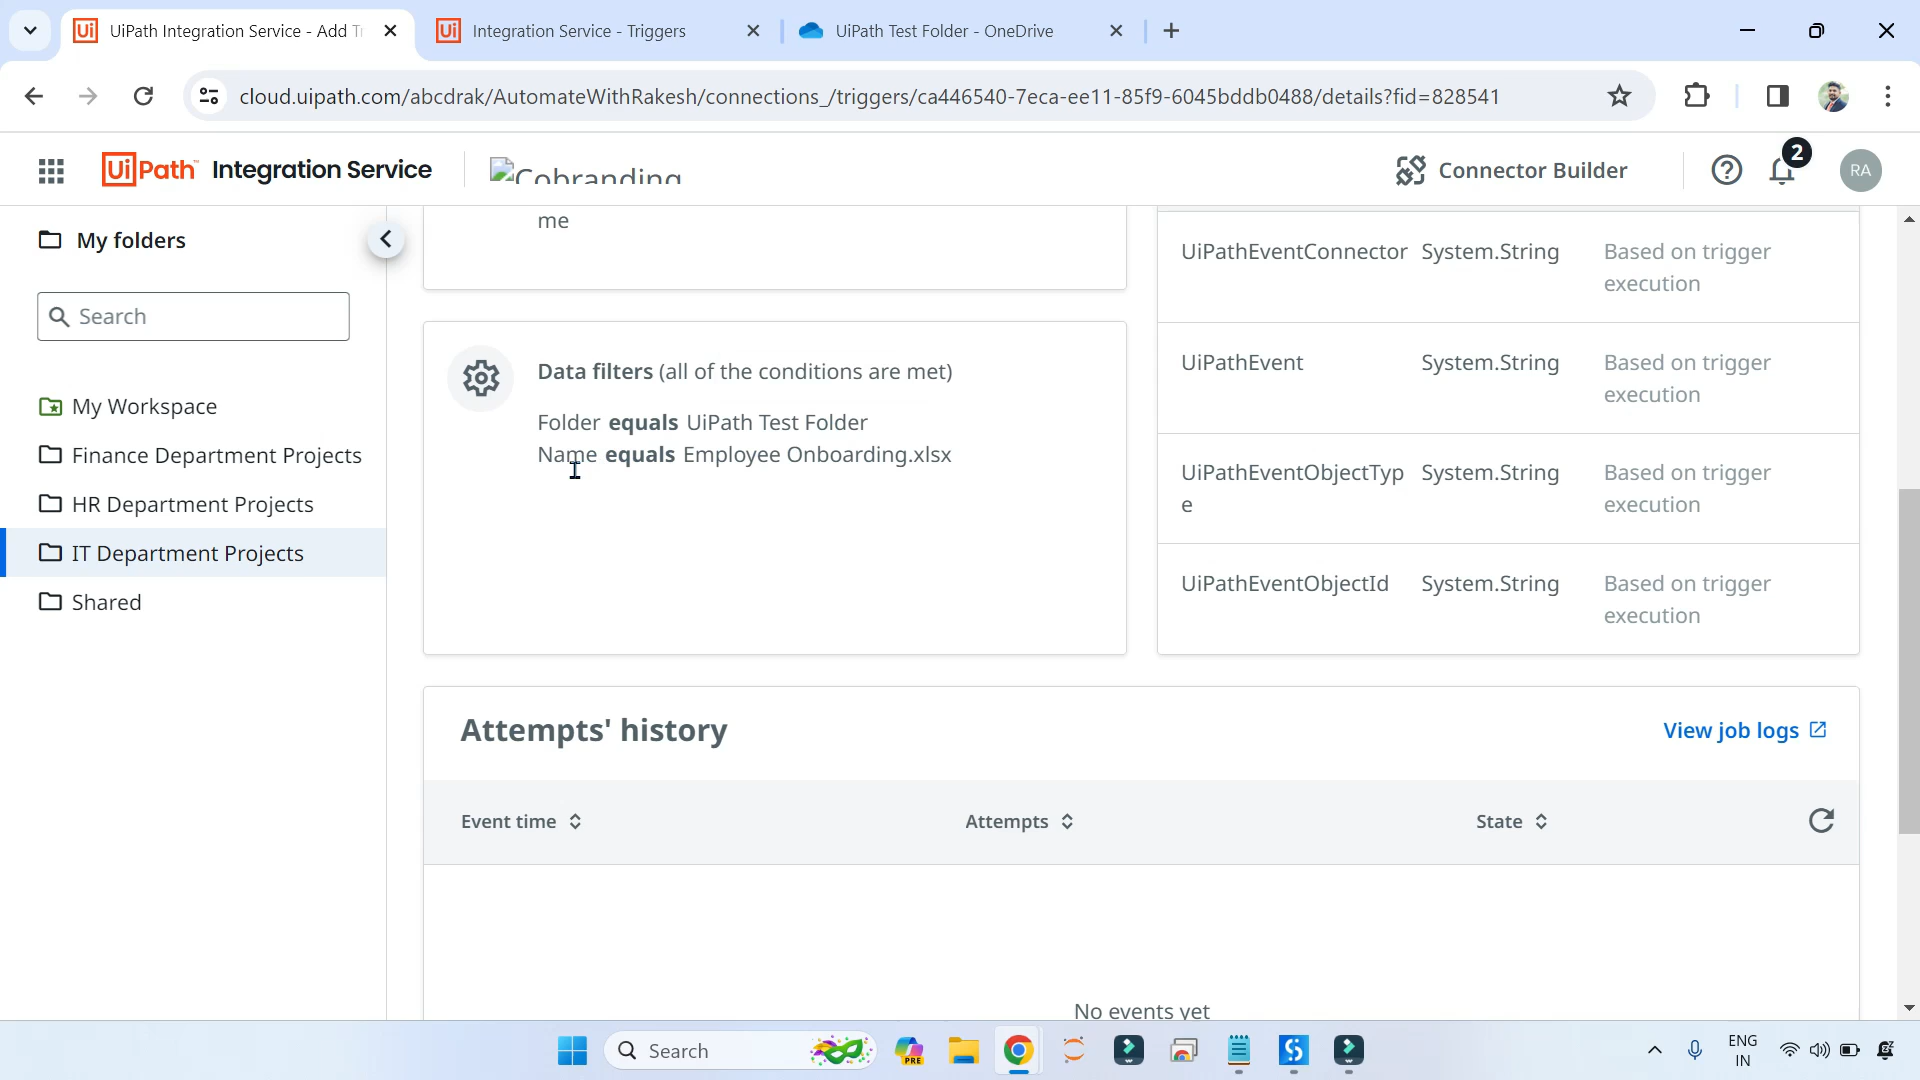 UiPath Integration Service - Add Tr
Integration Service - Triggers
UiPath Test Folder - OneDrive
cloud.uipath.com/abcdrak/AutomateWithRakesh/connections_/triggers/ca446540-7eca-ee11-85f9-6045bddb0488/details?fid=828541
UiPath Integration Service
Cobranding
Connector Builder
2
RA
My folders
Search
My Workspace
Finance Department Projects
HR Department Projects
IT Department Projects
Shared
me
Data filters (all of the conditions are met)
Folder equals UiPath Test Folder
Name equals Employee Onboarding.xlsx
UiPathEventConnector System.String Based on trigger
execution
UiPathEvent System.String Based on trigger
execution
UiPathEventObjectTyp System.String Based on trigger
e execution
UiPathEventObjectId System.String Based on trigger
execution
Attempts' history
View job logs
Event time Attempts State
No events yet
Search
PRE
ENG
IN